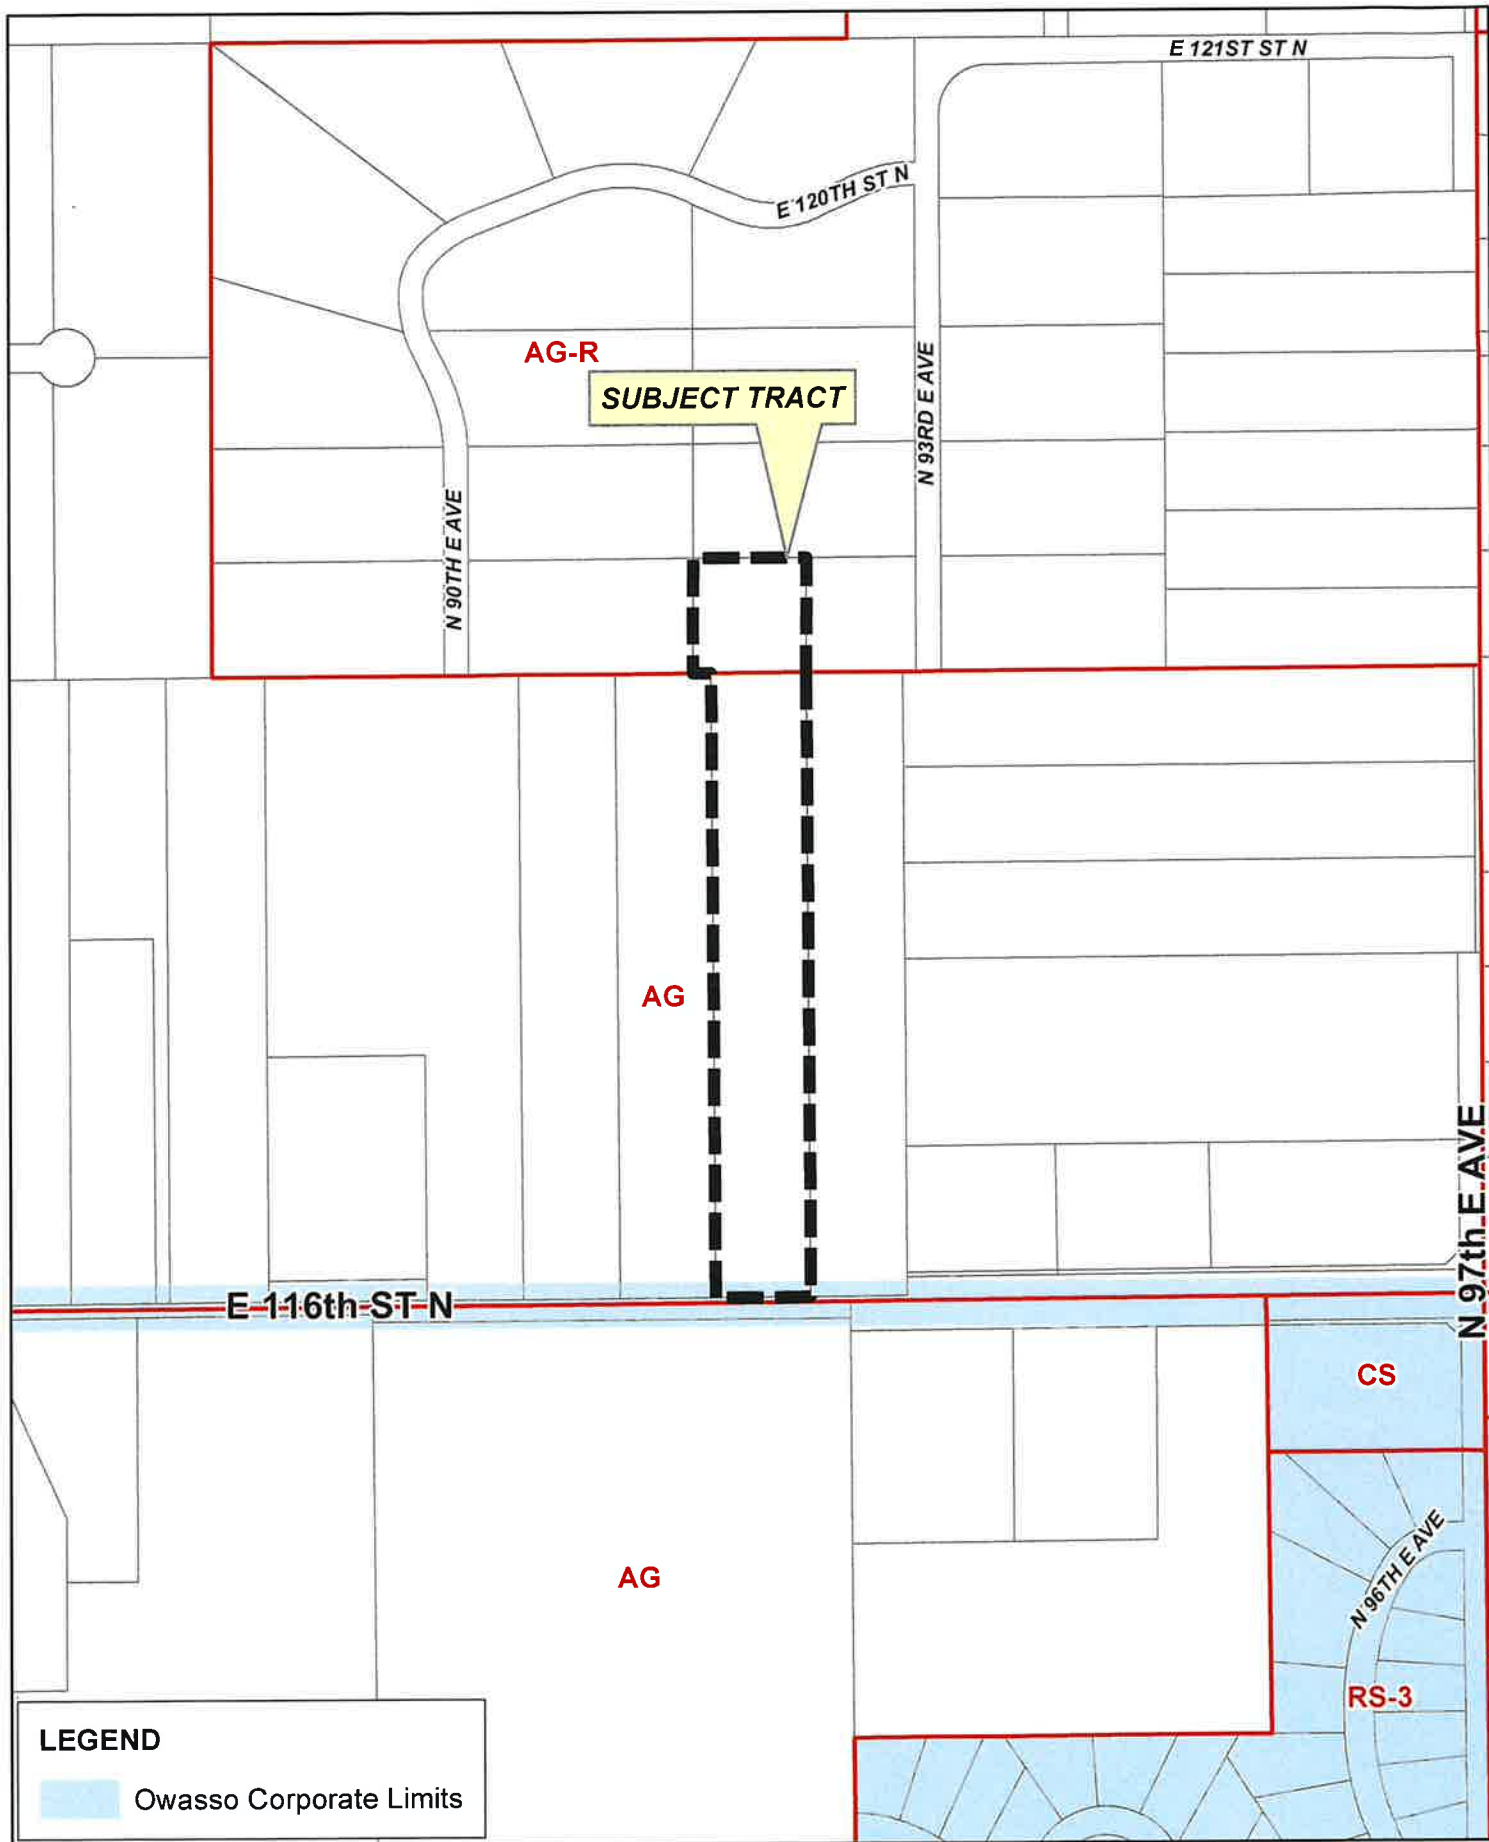 E 121ST ST N
E 120TH ST N
AG-R
SUBJECT TRACT
N 93RD E AVE
N 90TH E AVE
AG
N 97th E AVE
E 116th ST N
CS
N 96TH E AVE
AG
RS-3
LEGEND
Owasso Corporate Limits